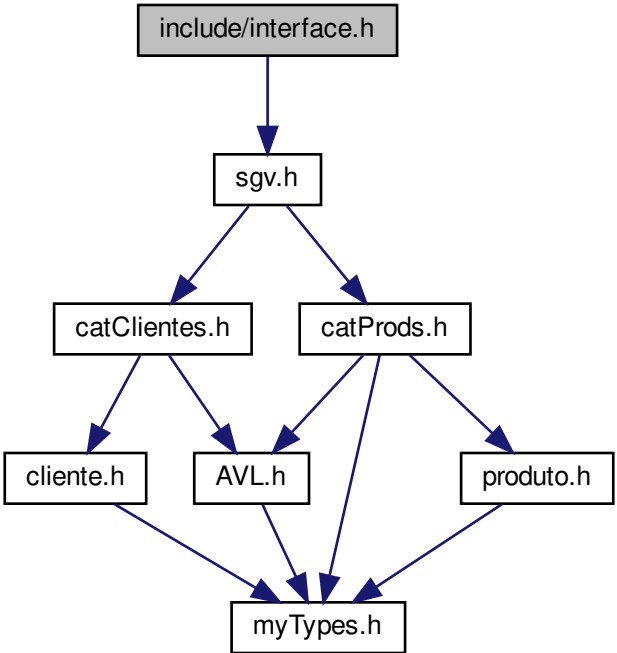 include/interface.h
sgv.h
catClientes.h
catProds.h
cliente.h
AVL.h
produto.h
myTypes.h